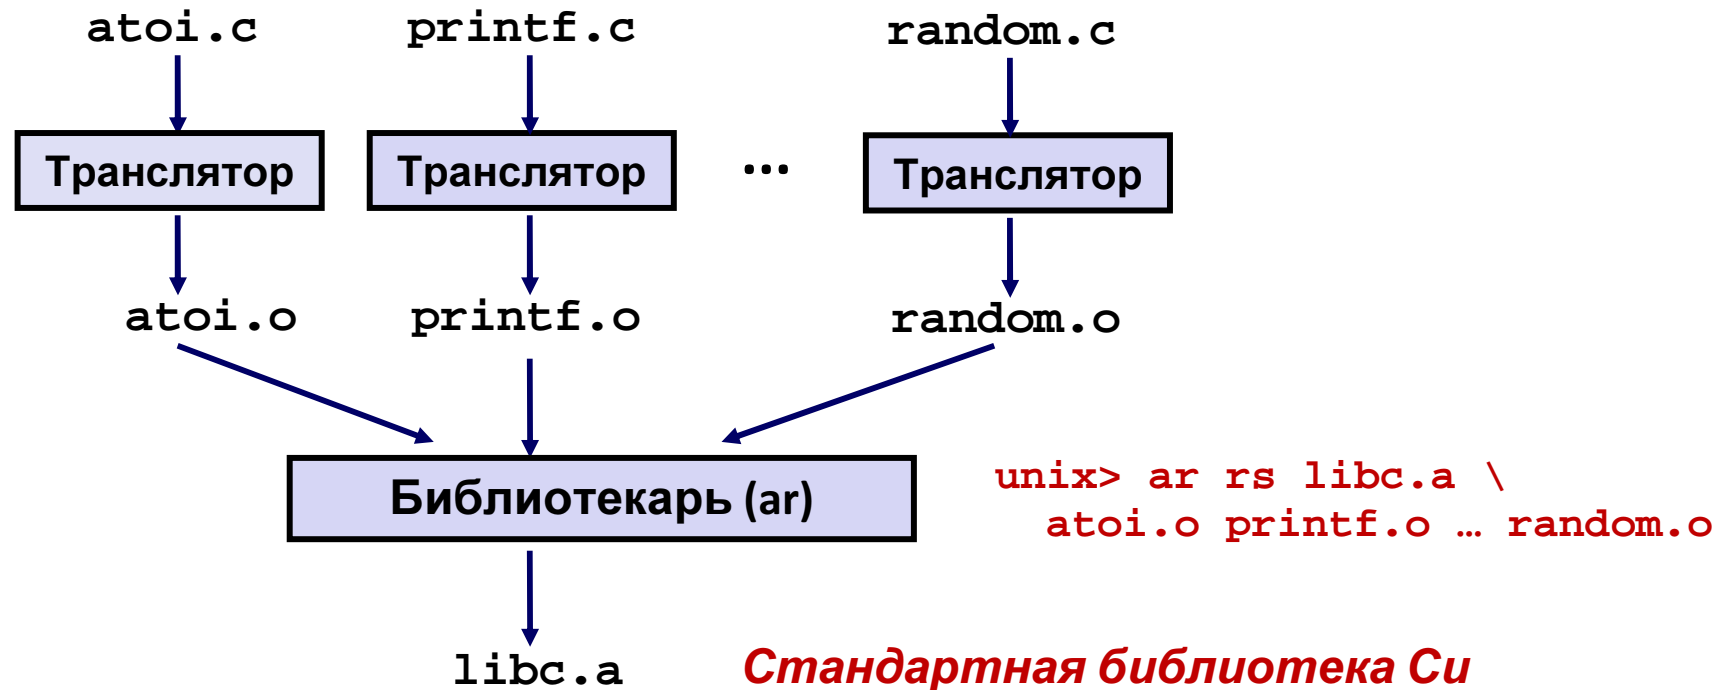 atoi.c printf.c random.c
Транслятор Транслятор ... Транслятор
atoi.o printf.o random.o
Библиотекарь (ar)
unix> ar rs libc.a \
atoi.o printf.o … random.o
libc.a Стандартная библиотека Си